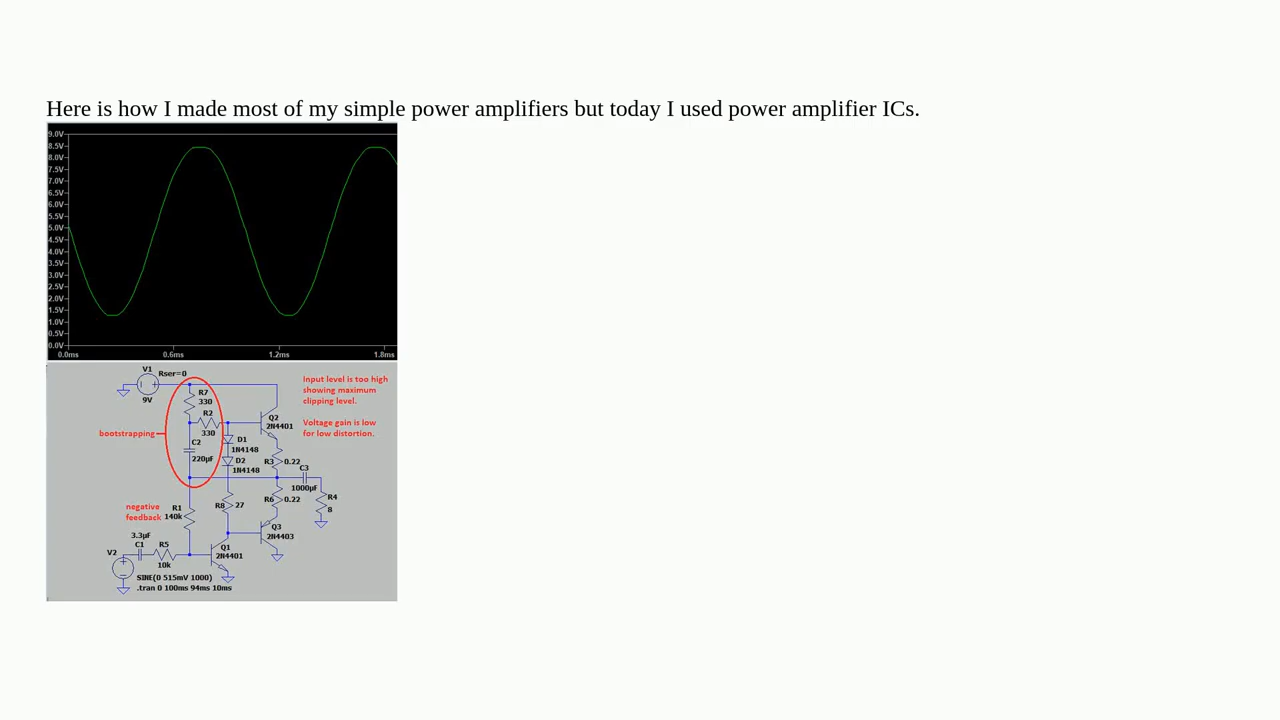 Here is how I made most of my simple power amplifiers but today I used power amplifier ICs.
9.0V
8.5V
8.0V
7.5V
7.0V
6.5V
6.0V
5.5V
5.0V
4.5V
4.0V
3.5V
3.0V
2.5V
2.0V
1.5V
1.0V
0.5V
0.0V
0.0ms 0.6ms 1.2ms 1.8ms
V1 Rser=0
9V
Input level is too high
showing maximum
clipping level.
Voltage gain is low
for low distortion.
R7
330
R2
330
bootstrapping
C2
220µF
Q2
2N4401
D1
1N4148
D2
1N4148
R3 0.22
C3
1000µF
R6 0.22
R4
8
R8 27
negative
feedback
R1
140k
Q3
2N4403
3.3µF
C1 R5
10k
V2
Q1
2N4401
SINE(0 515mV 1000)
.tran 0 100ms 94ms 10ms